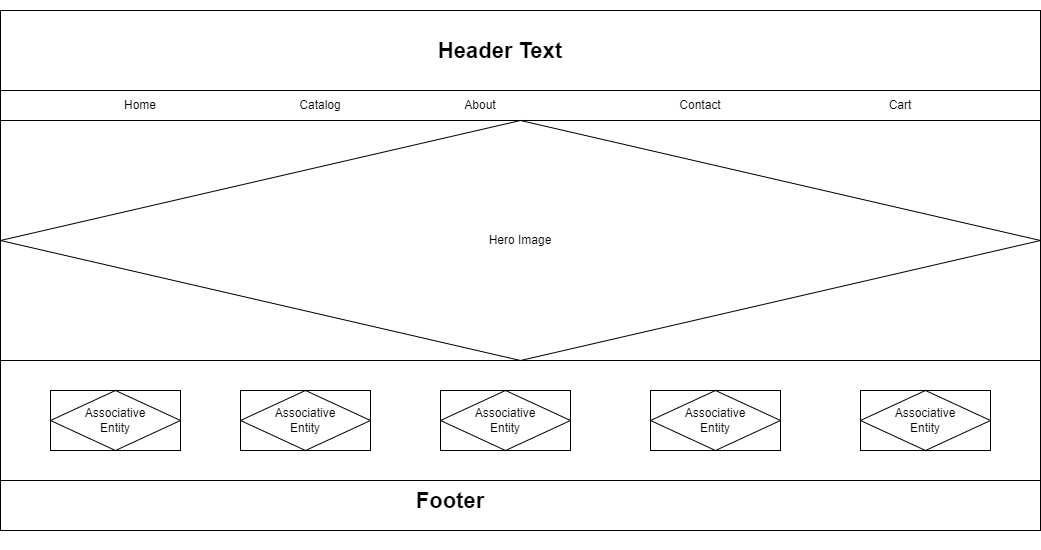 Header Text
Home Catalog About Contact Cart
Hero Image
Associative Associative Associative Associative Associative
Entity Entity Entity Entity Entity
Footer